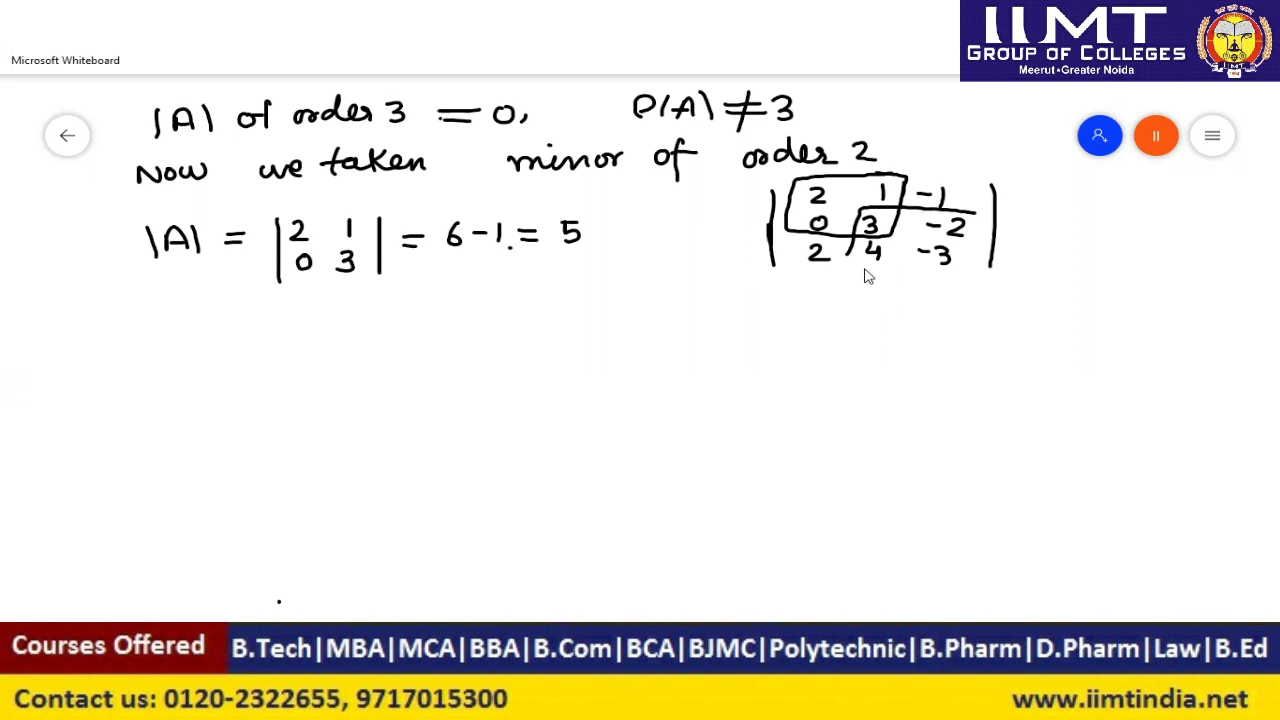 IIMT
GROUP OF COLLEGES
Meerut•Greater Noida
Microsoft Whiteboard
|A| of order 3 = 0, ρ(A) ≠ 3
Now we taken minor of order 2
|A| = | 2 1 | = 6 - 1 = 5
| 0 3 |
| 2 1 -1 |
| 0 3 -2 |
| 2 4 -3 |
Courses Offered B.Tech|MBA|MCA|BBA|B.Com|BCA|BJMC|Polytechnic|B.Pharm|D.Pharm|Law|B.Ed
Contact us: 0120-2322655, 9717015300 www.iimtindia.net